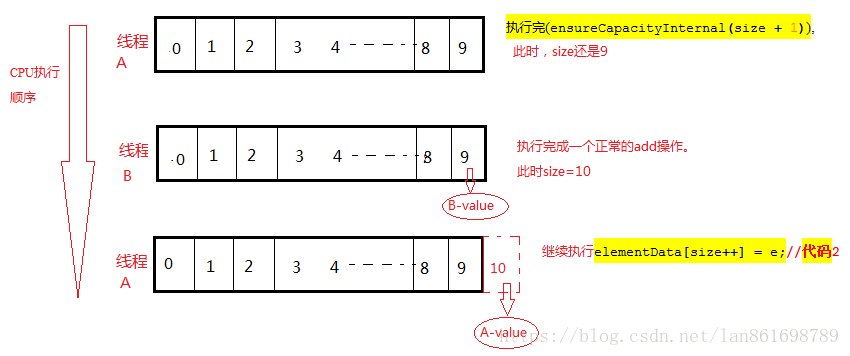 CPU执行
顺序
线程
A
0 1 2 3 4 8 9
执行完(ensureCapacityInternal(size + 1)),
此时，size还是9
线程
B
0 1 2 3 4 8 9
B-value
执行完成一个正常的add操作。
此时size=10
线程
A
0 1 2 3 4 8 9 10
A-value
继续执行elementData[size++] = e;//代码2
https://blog.csdn.net/lan861698789